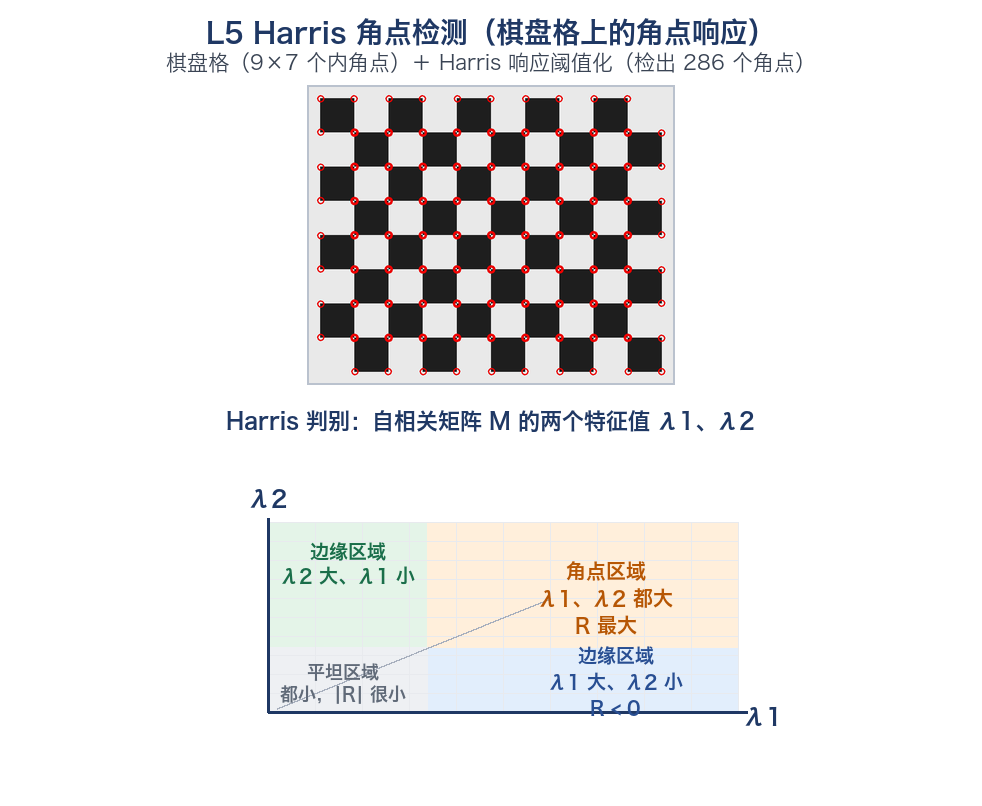 L5 Harris 角点检测（棋盘格上的角点响应）
棋盘格（9×7 个内角点）＋ Harris 响应阈值化（检出 286 个角点）
Harris 判别：自相关矩阵 M 的两个特征值 λ1、λ2
λ2
边缘区域
λ2 大、λ1 小
角点区域
λ1、λ2 都大
R 最大
平坦区域
都小，|R| 很小
边缘区域
λ1 大、λ2 小
R < 0
λ1